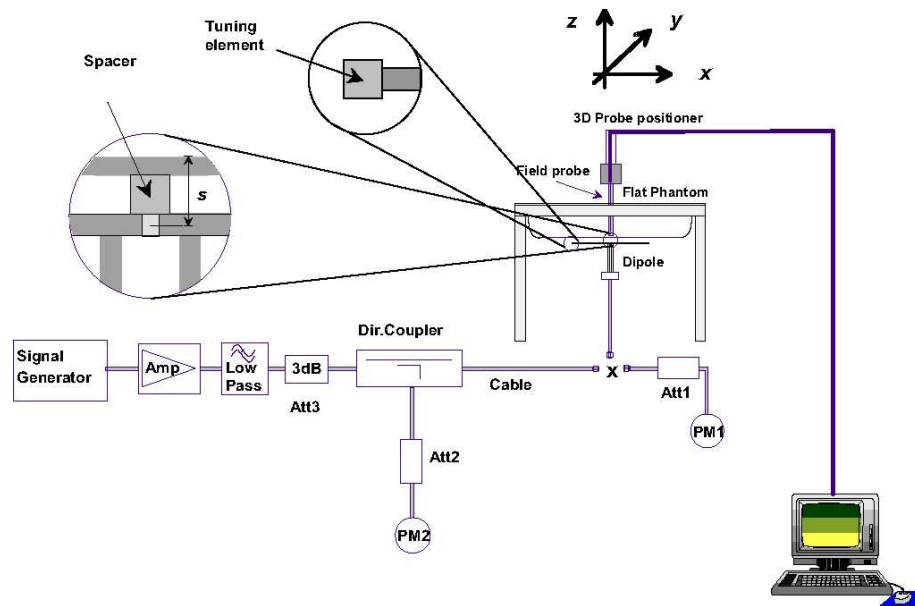 Tuning
element
Spacer
s
z
y
x
3D Probe positioner
Field probe
Flat Phantom
Dipole
Dir.Coupler
Signal
Generator
Amp
Low
Pass
3dB
Att3
Cable
x
Att1
PM1
Att2
PM2